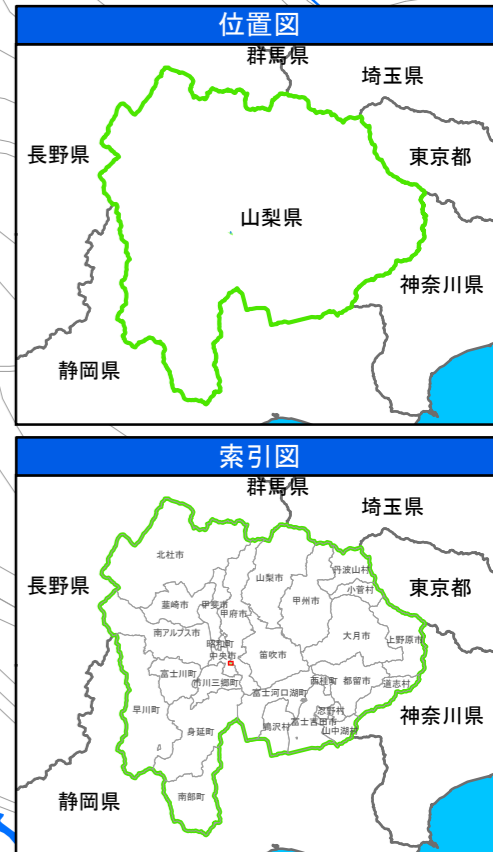 位置図
群馬県
埼玉県
長野県
東京都
山梨県
神奈川県
静岡県
索引図
群馬県
埼玉県
北杜市
丹波山村
長野県
山梨市
小菅村
東京都
甲州市
韮崎市
甲斐市
甲府市
南アルプス市
大月市
上野原市
昭和町
中央市
笛吹市
富士川町
市川三郷町
西桂町
都留市
道志村
富士河口湖町
早川町
忍野村
神奈川県
鳴沢村
富士吉田市
山中湖村
身延町
静岡県
南部町